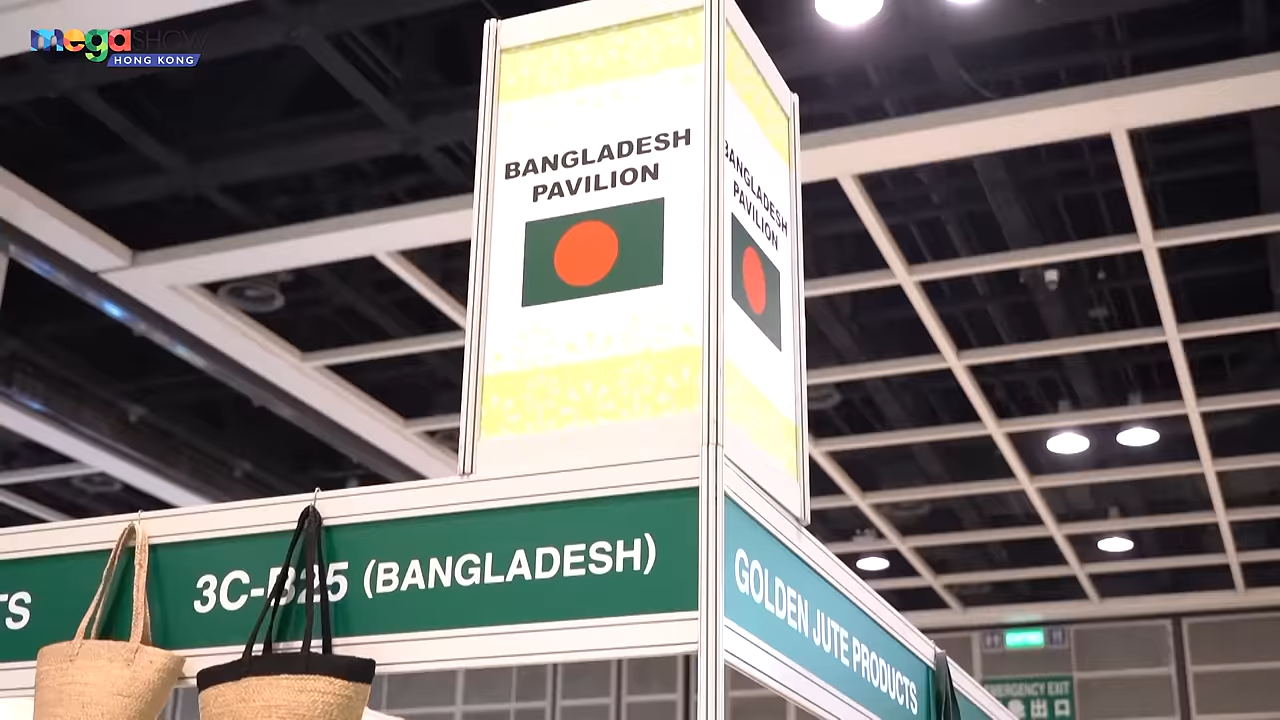 mega SHOW
HONG KONG
BANGLADESH
PAVILION
BANGLADESH
PAVILION
TS
3C-B25 (BANGLADESH)
GOLDEN JUTE PRODUCTS
EMERGENCY EXIT
出口